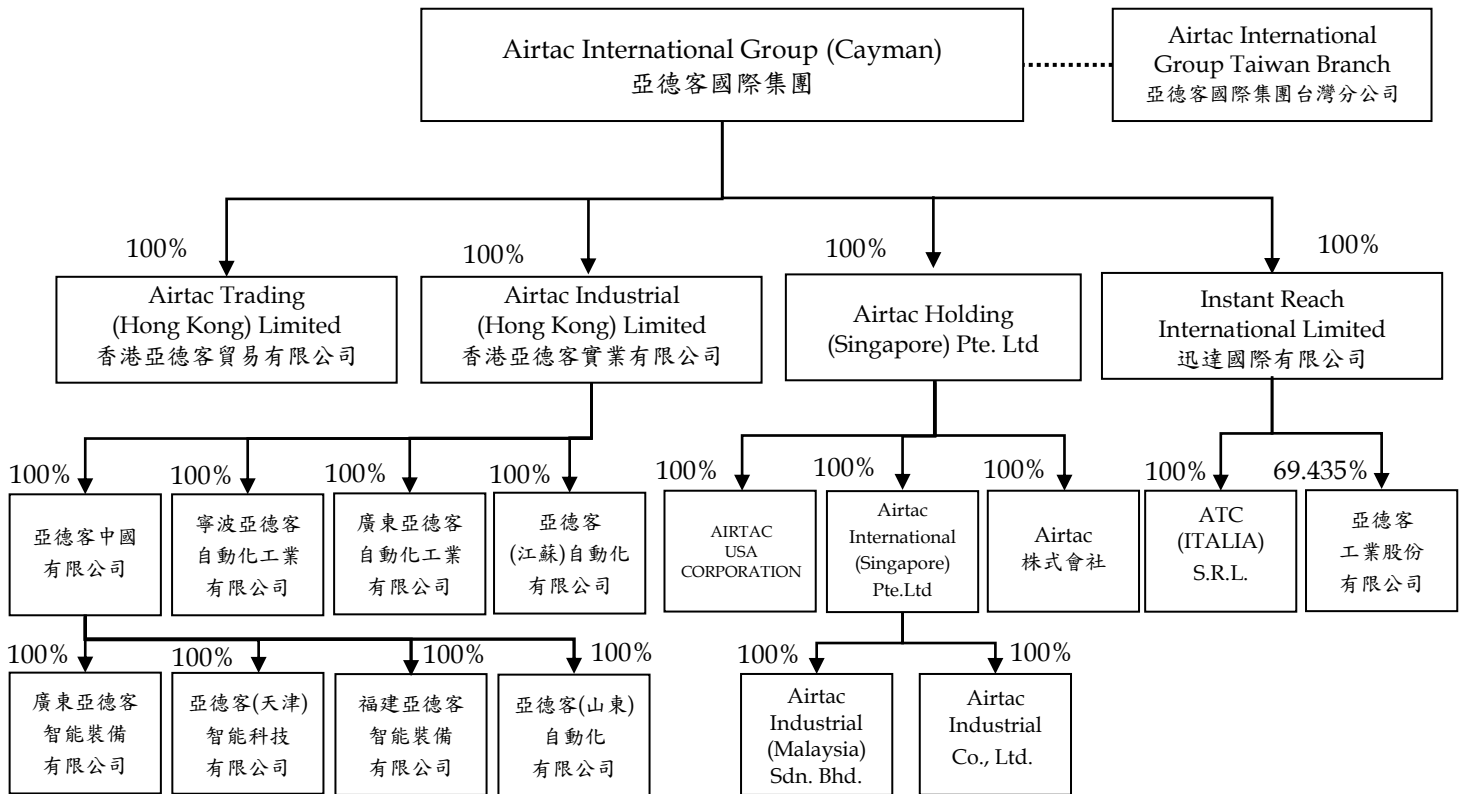 Airtac International Group (Cayman)
亞德客國際集團
Airtac International
Group Taiwan Branch
亞德客國際集團台灣分公司
100%
100%
100%
100%
Airtac Trading
(Hong Kong) Limited
香港亞德客貿易有限公司
Airtac Industrial
(Hong Kong) Limited
香港亞德客實業有限公司
Airtac Holding
(Singapore) Pte. Ltd
Instant Reach
International Limited
迅達國際有限公司
100%
100%
100%
100%
100%
100%
100%
100%
69.435%
亞德客中國
有限公司
寧波亞德客
自動化工業
有限公司
廣東亞德客
自動化工業
有限公司
亞德客
(江蘇)自動化
有限公司
AIRTAC
USA
CORPORATION
Airtac
International
(Singapore)
Pte.Ltd
Airtac
株式會社
ATC
(ITALIA)
S.R.L.
亞德客
工業股份
有限公司
100%
100%
100%
100%
100%
100%
廣東亞德客
智能裝備
有限公司
亞德客(天津)
智能科技
有限公司
福建亞德客
智能裝備
有限公司
亞德客(山東)
自動化
有限公司
Airtac
Industrial
(Malaysia)
Sdn. Bhd.
Airtac
Industrial
Co., Ltd.